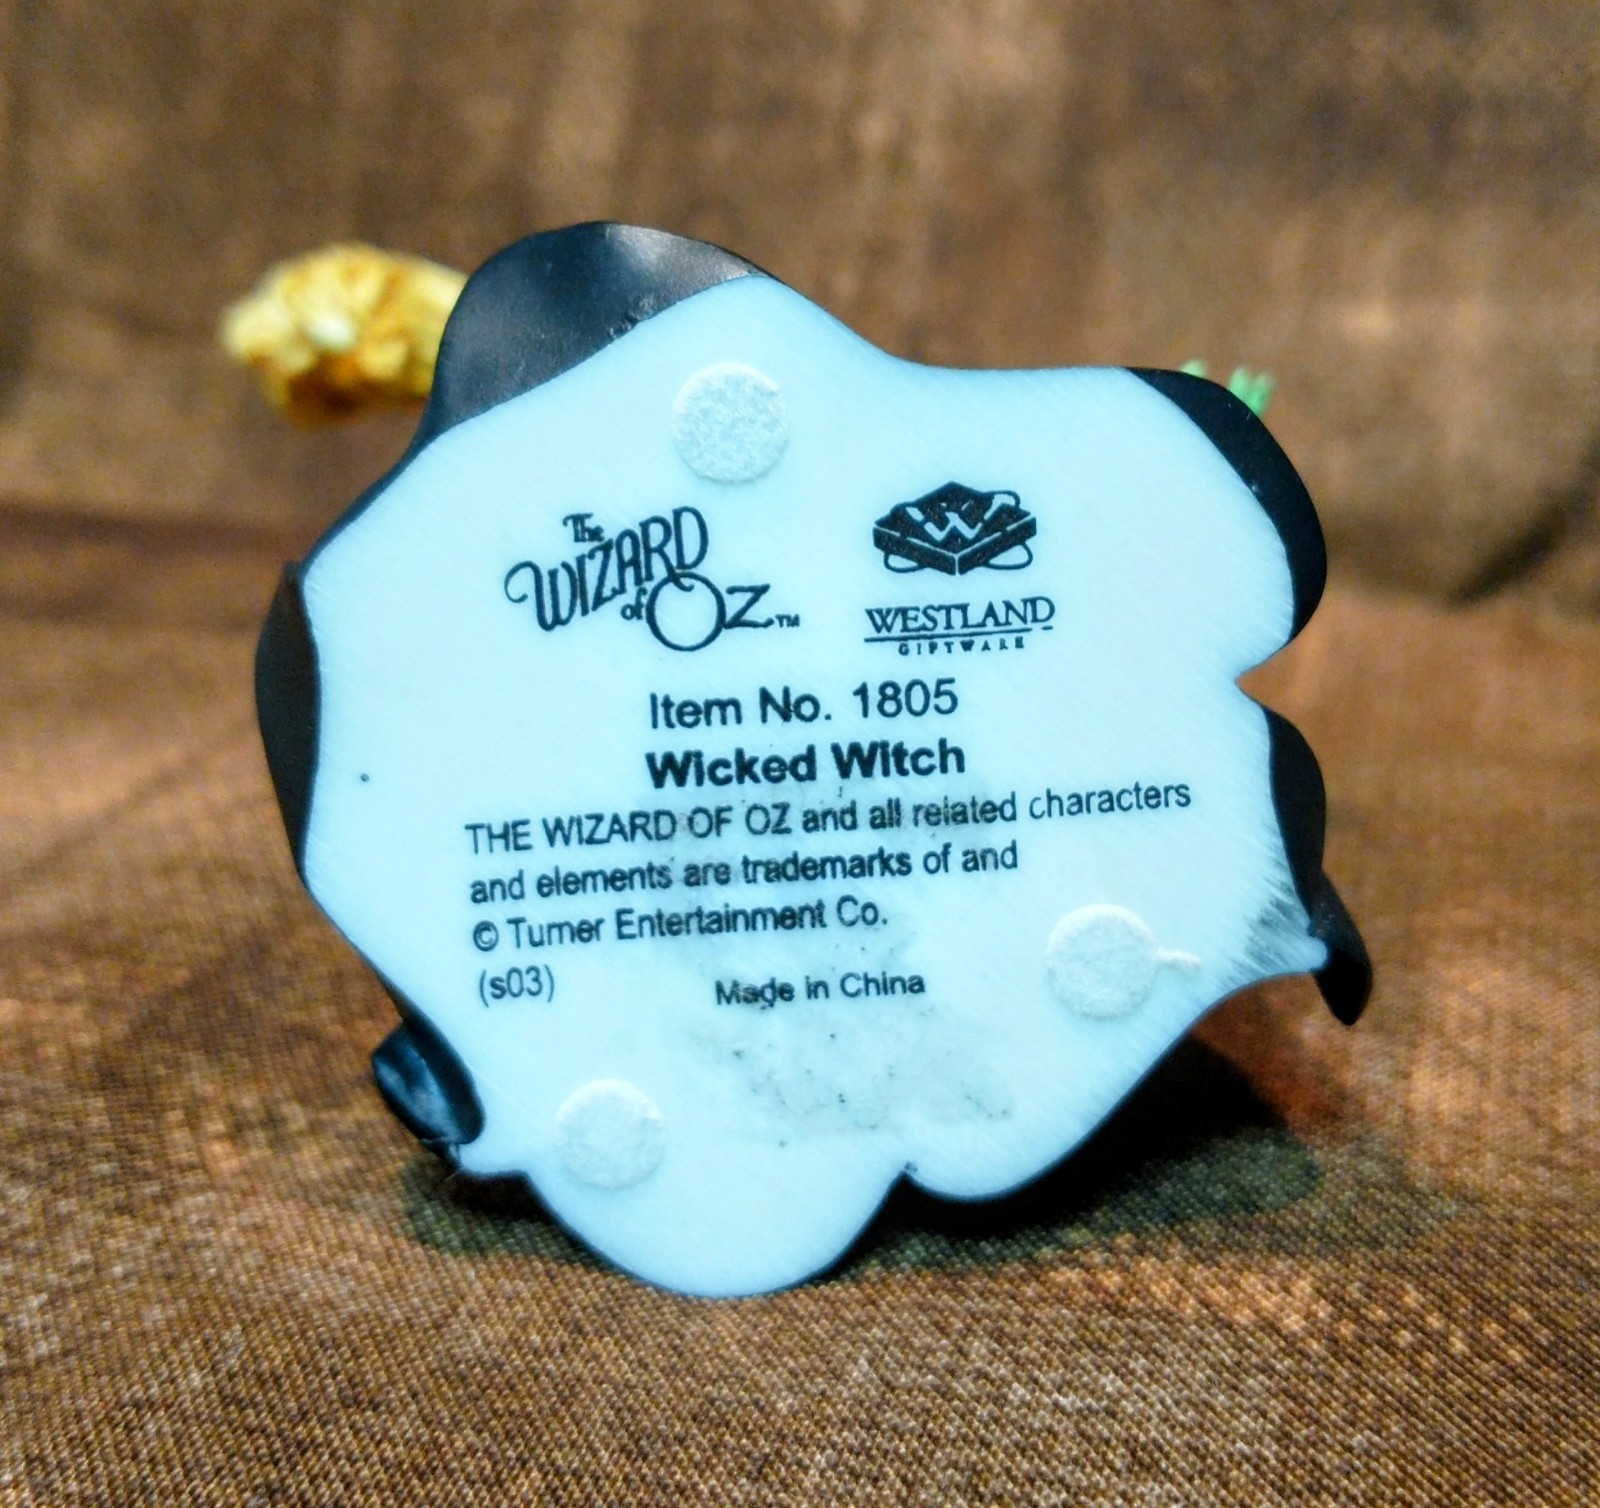 The
WIZARD
of OZ™
W
WESTLAND
GIFTWARE
Item No. 1805
Wicked Witch
THE WIZARD OF OZ and all related characters
and elements are trademarks of and
© Turner Entertainment Co.
(s03) Made in China